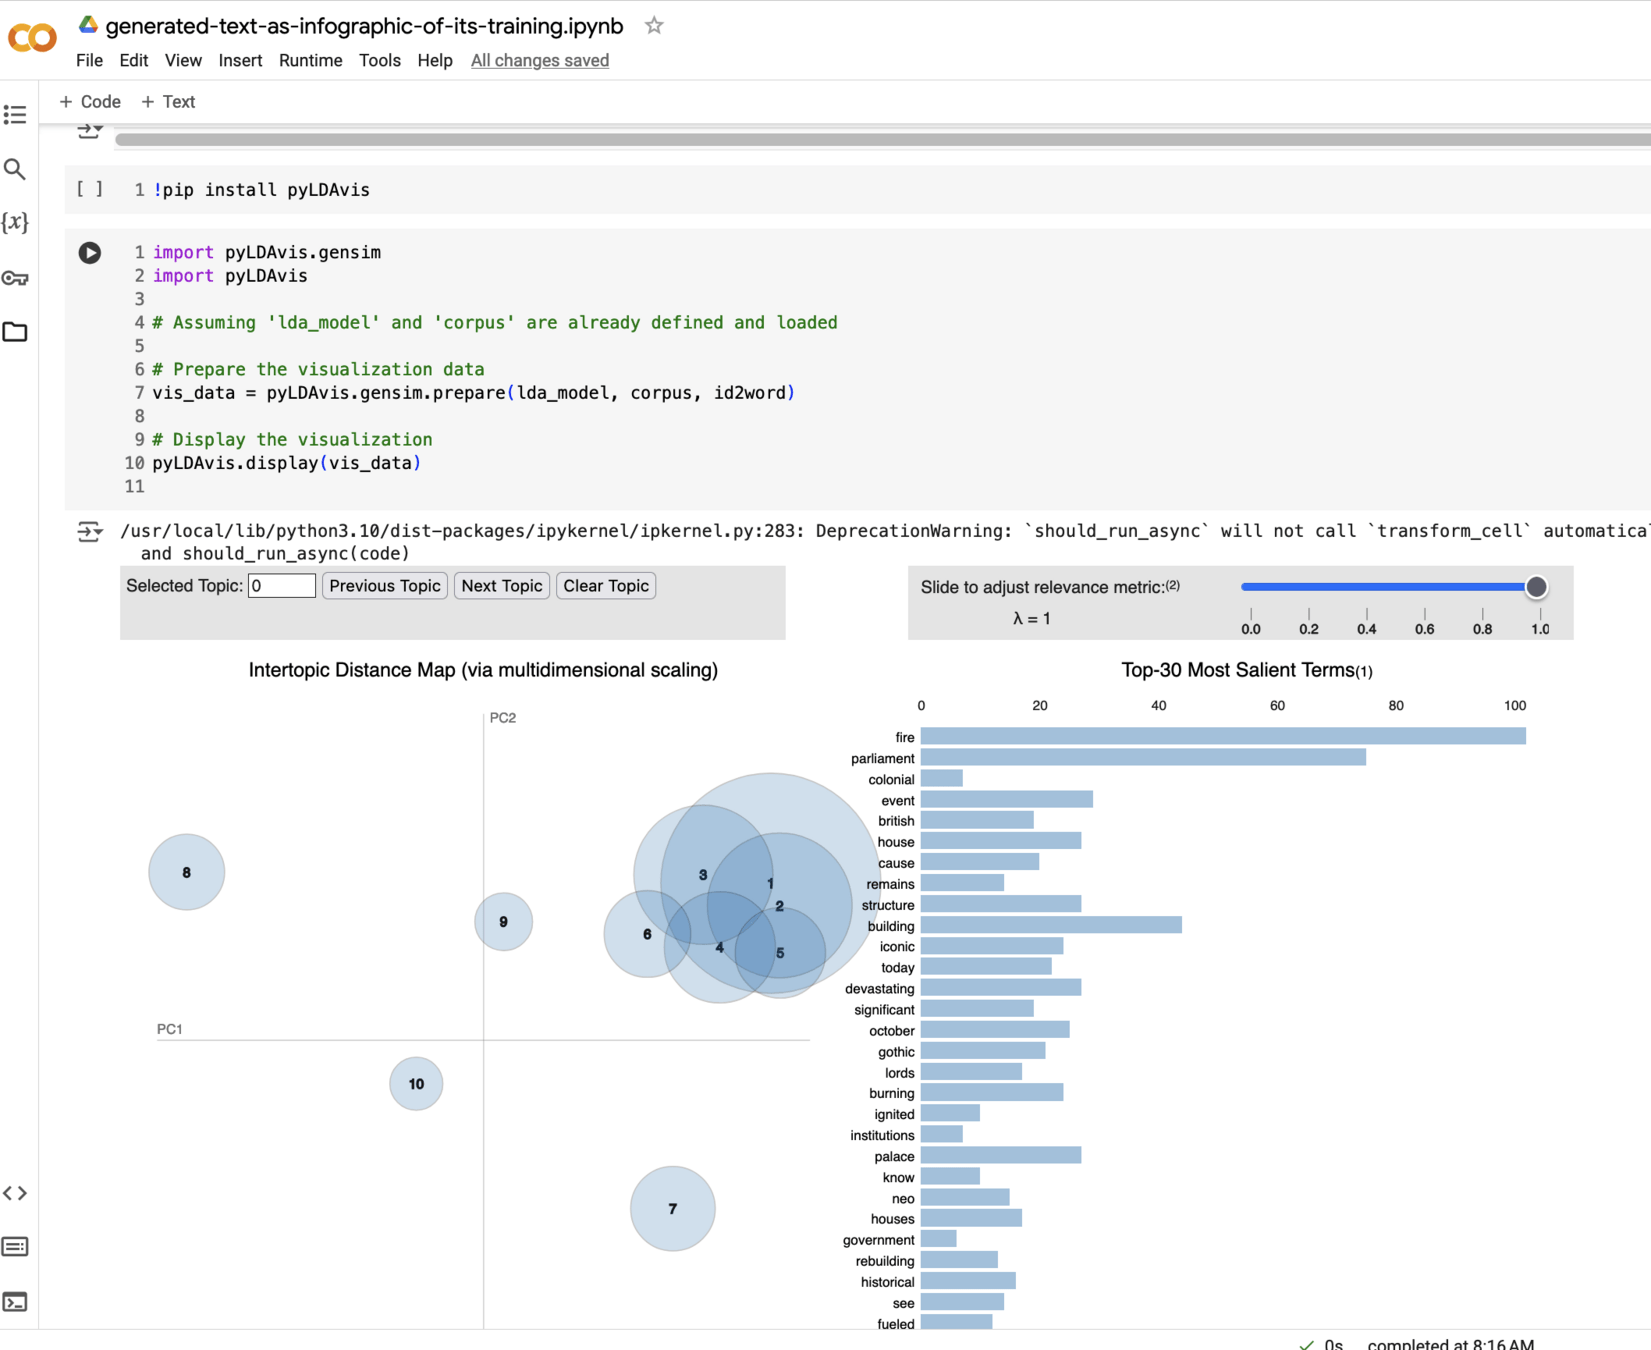 generated-text-as-infographic-of-its-training.ipynb
File Edit View Insert Runtime Tools Help All changes saved
+ Code + Text
[ ] 1 !pip install pyLDAvis
1 import pyLDAvis.gensim
2 import pyLDAvis
3
4 # Assuming 'lda_model' and 'corpus' are already defined and loaded
5
6 # Prepare the visualization data
7 vis_data = pyLDAvis.gensim.prepare(lda_model, corpus, id2word)
8
9 # Display the visualization
10 pyLDAvis.display(vis_data)
11
/usr/local/lib/python3.10/dist-packages/ipykernel/ipkernel.py:283: DeprecationWarning: `should_run_async` will not call `transform_cell`
and should_run_async(code)
Selected Topic: 0 Previous Topic Next Topic Clear Topic
Slide to adjust relevance metric:(2)
λ = 1
0.0 0.2 0.4 0.6 0.8 1.0
Intertopic Distance Map (via multidimensional scaling)
PC2
8
9
3
1
2
6
4
5
PC1
10
7
Top-30 Most Salient Terms(1)
0 20 40 60 80 100
fire
parliament
colonial
event
british
house
cause
remains
structure
building
iconic
today
devastating
significant
october
gothic
lords
burning
ignited
institutions
palace
know
neo
houses
government
rebuilding
historical
see
fueled
{x}
0s completed at 8:16 AM